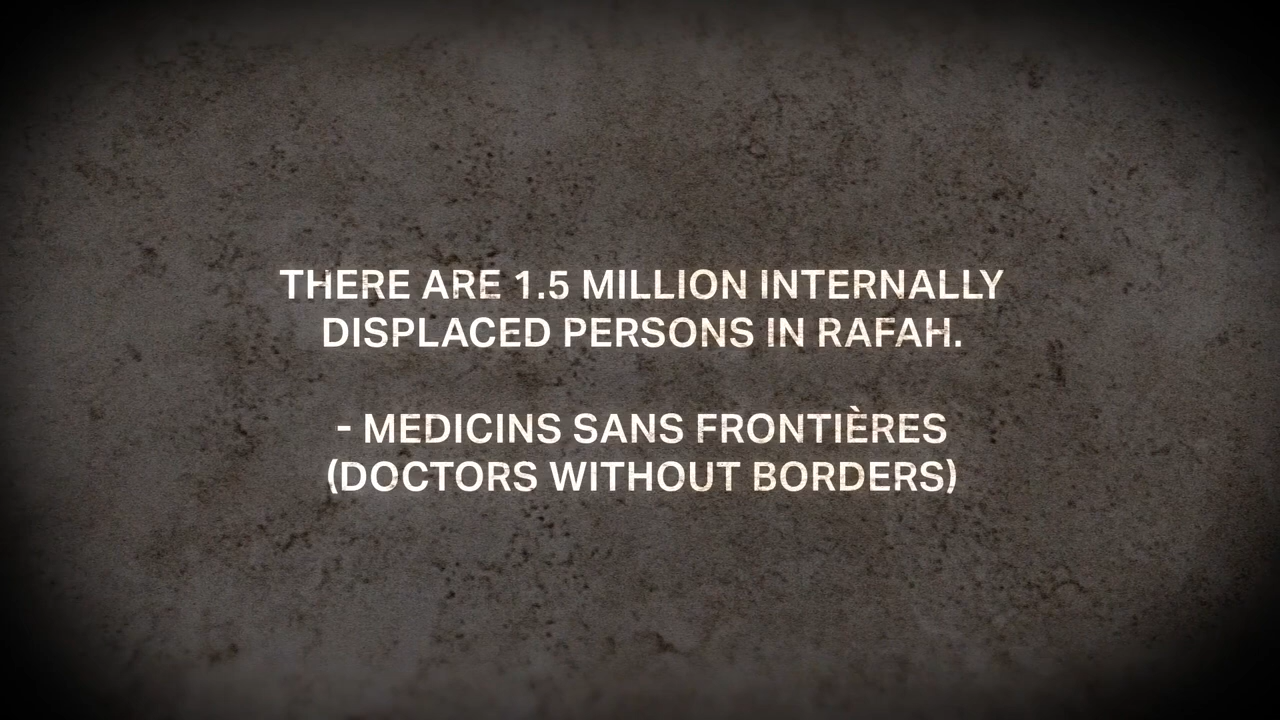 THERE ARE 1.5 MILLION INTERNALLY
DISPLACED PERSONS IN RAFAH.
- MEDICINS SANS FRONTIÈRES
(DOCTORS WITHOUT BORDERS)